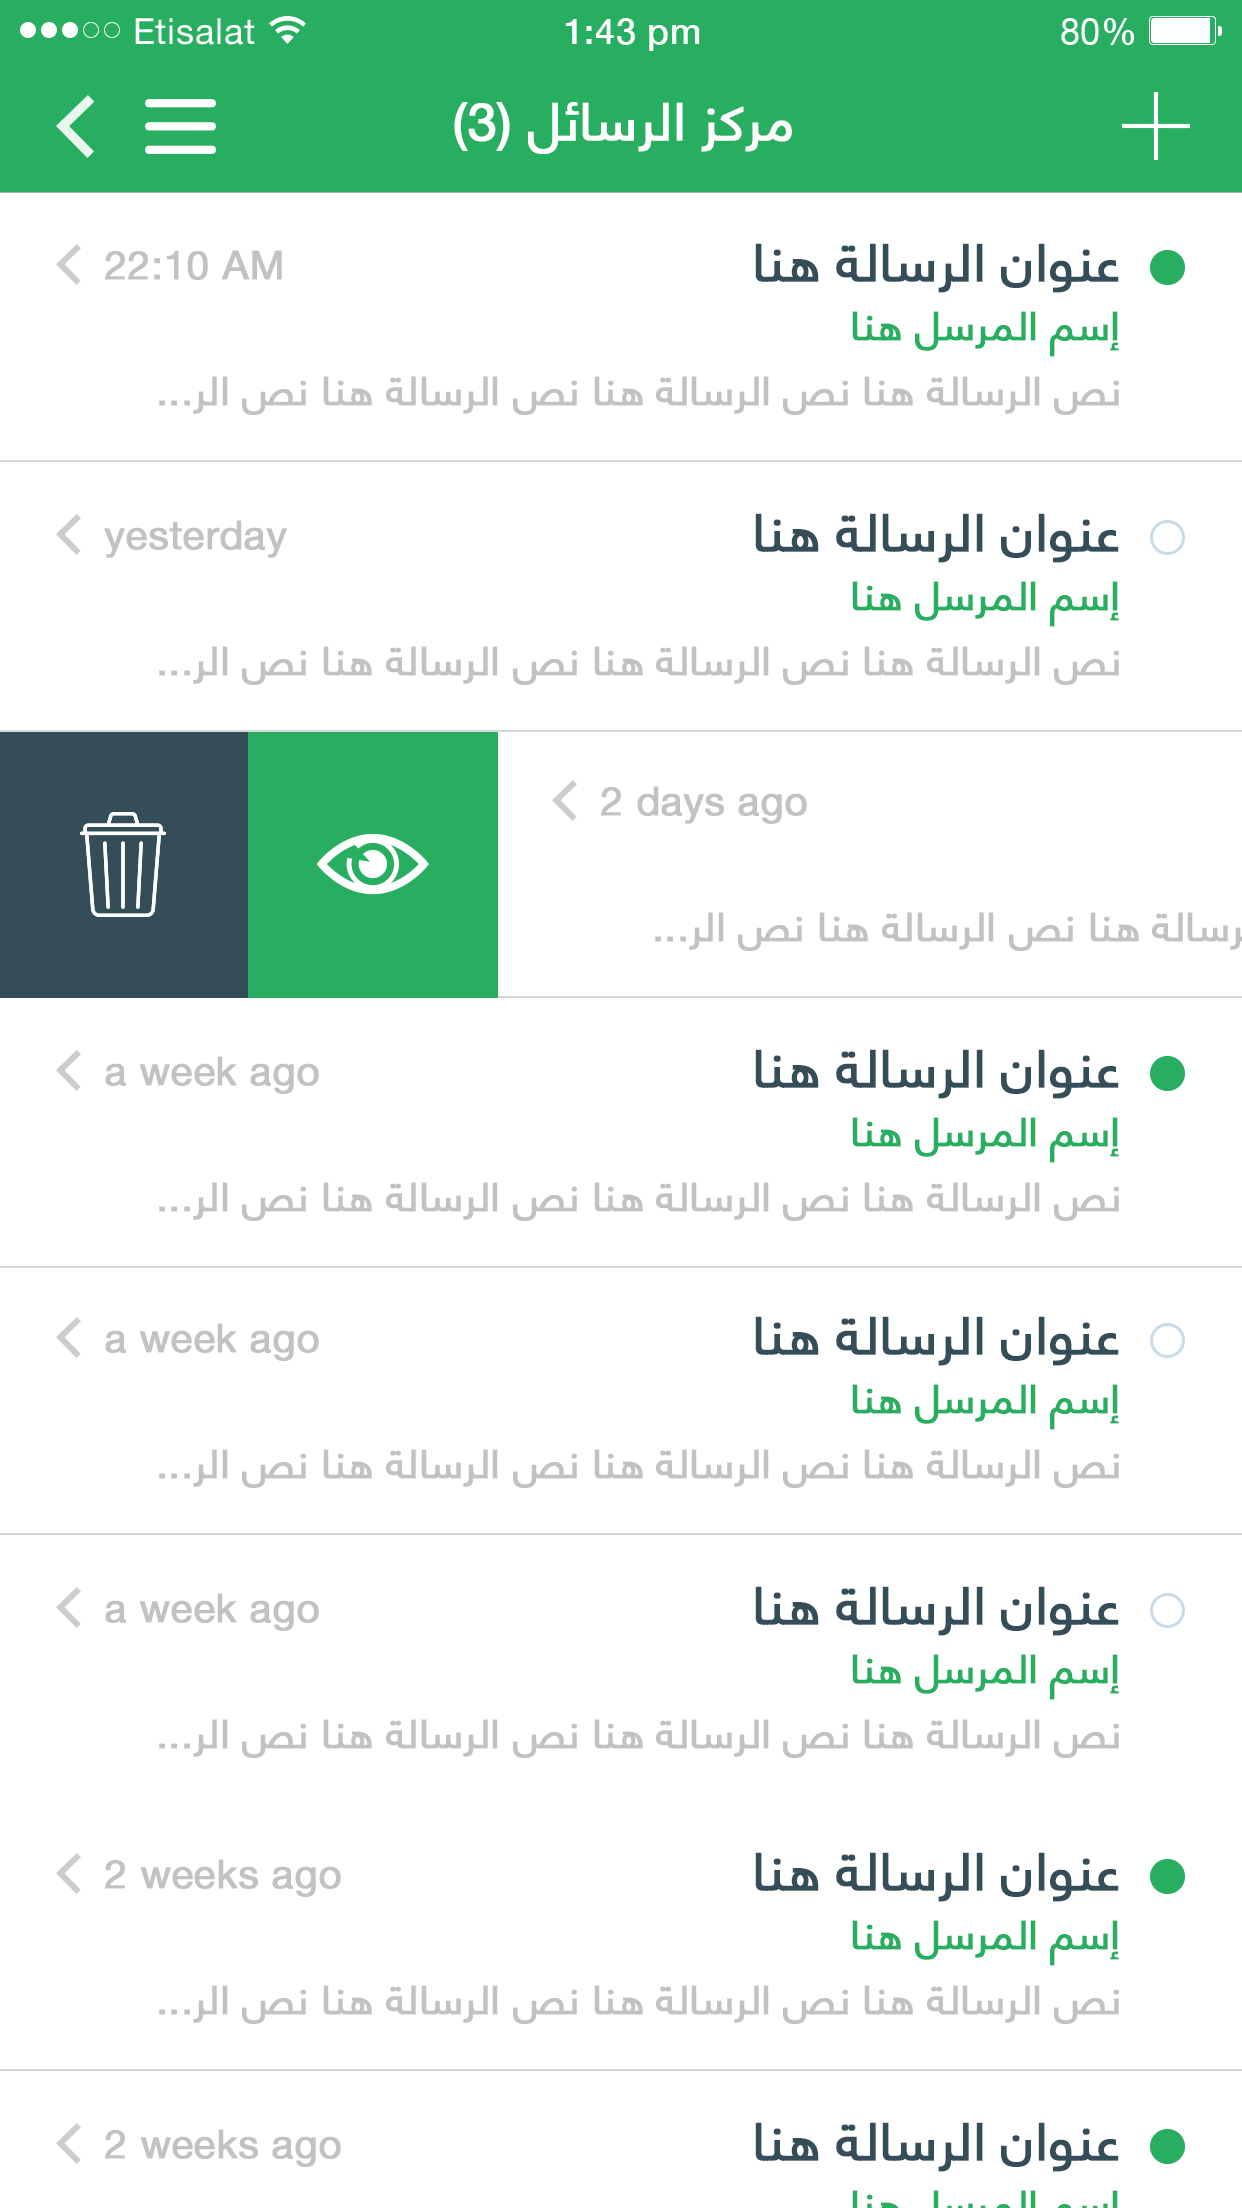 Etisalat
1:43 pm
80%
مركز الرسائل (3)
عنوان الرسالة هنا
22:10 AM
إسم المرسل هنا
نص الرسالة هنا نص الرسالة هنا نص الرسالة هنا نص الر...
عنوان الرسالة هنا
yesterday
إسم المرسل هنا
نص الرسالة هنا نص الرسالة هنا نص الرسالة هنا نص الر...
2 days ago
رسالة هنا نص الرسالة هنا نص الر...
عنوان الرسالة هنا
a week ago
إسم المرسل هنا
نص الرسالة هنا نص الرسالة هنا نص الرسالة هنا نص الر...
عنوان الرسالة هنا
a week ago
إسم المرسل هنا
نص الرسالة هنا نص الرسالة هنا نص الرسالة هنا نص الر...
عنوان الرسالة هنا
a week ago
إسم المرسل هنا
نص الرسالة هنا نص الرسالة هنا نص الرسالة هنا نص الر...
عنوان الرسالة هنا
2 weeks ago
إسم المرسل هنا
نص الرسالة هنا نص الرسالة هنا نص الرسالة هنا نص الر...
عنوان الرسالة هنا
2 weeks ago
إسم المرسل هنا